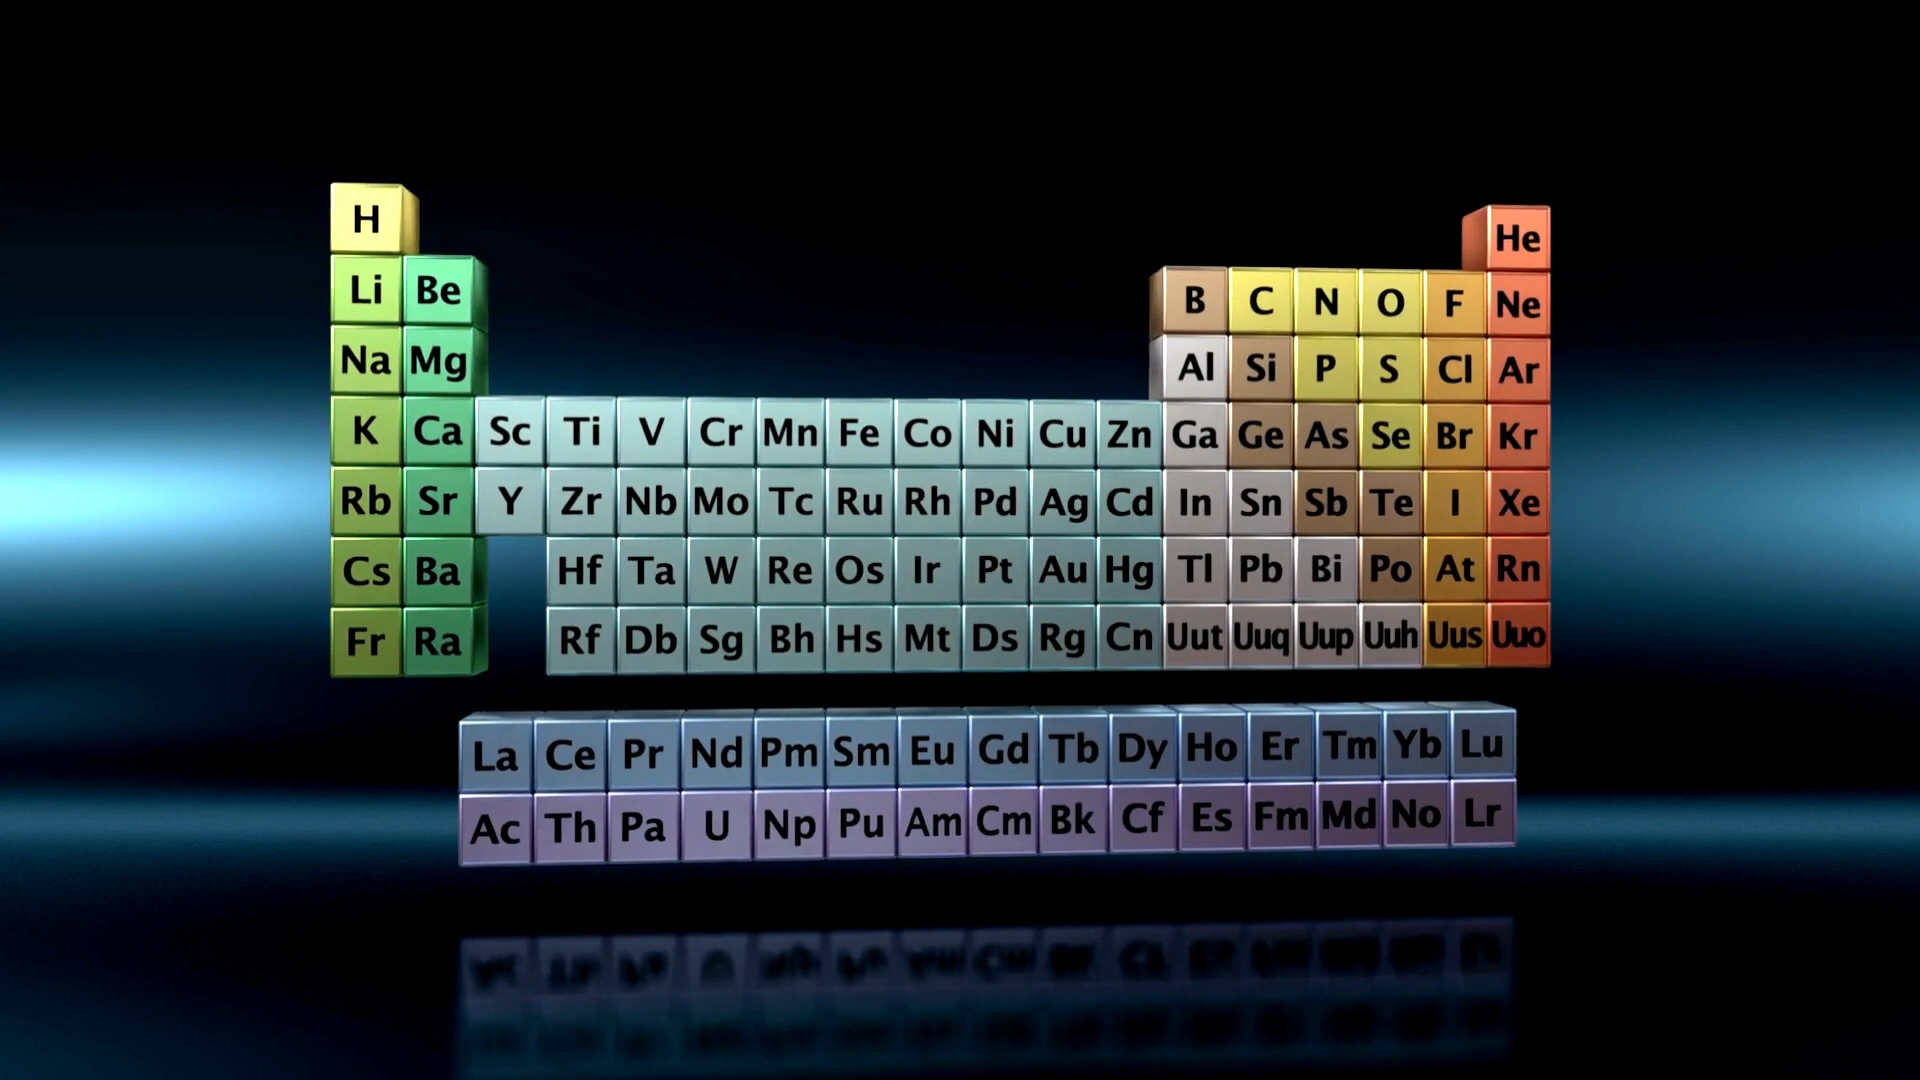 H He
Li Be B C N O F Ne
Na Mg Al Si P S Cl Ar
K Ca Sc Ti V Cr Mn Fe Co Ni Cu Zn Ga Ge As Se Br Kr
Rb Sr Y Zr Nb Mo Tc Ru Rh Pd Ag Cd In Sn Sb Te I Xe
Cs Ba Hf Ta W Re Os Ir Pt Au Hg Tl Pb Bi Po At Rn
Fr Ra Rf Db Sg Bh Hs Mt Ds Rg Cn Uut Uuq Uup Uuh Uus Uuo
La Ce Pr Nd Pm Sm Eu Gd Tb Dy Ho Er Tm Yb Lu
Ac Th Pa U Np Pu Am Cm Bk Cf Es Fm Md No Lr